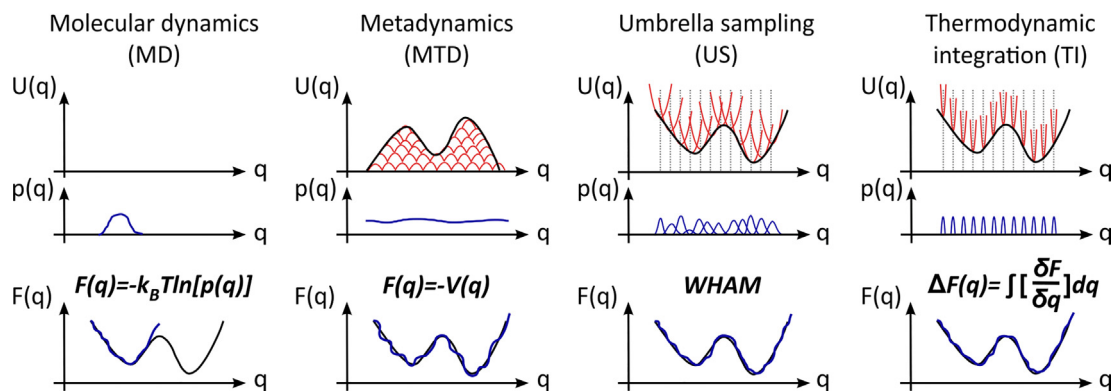 Molecular dynamics
(MD)
Metadynamics
(MTD)
Umbrella sampling
(US)
Thermodynamic
integration (TI)
U(q)
q
U(q)
q
U(q)
q
U(q)
q
p(q)
q
p(q)
q
p(q)
q
p(q)
q
F(q)=-k_BTln[p(q)]
F(q)=-V(q)
WHAM
ΔF(q)=∫[δF/δq]dq
F(q)
q
F(q)
q
F(q)
q
F(q)
q